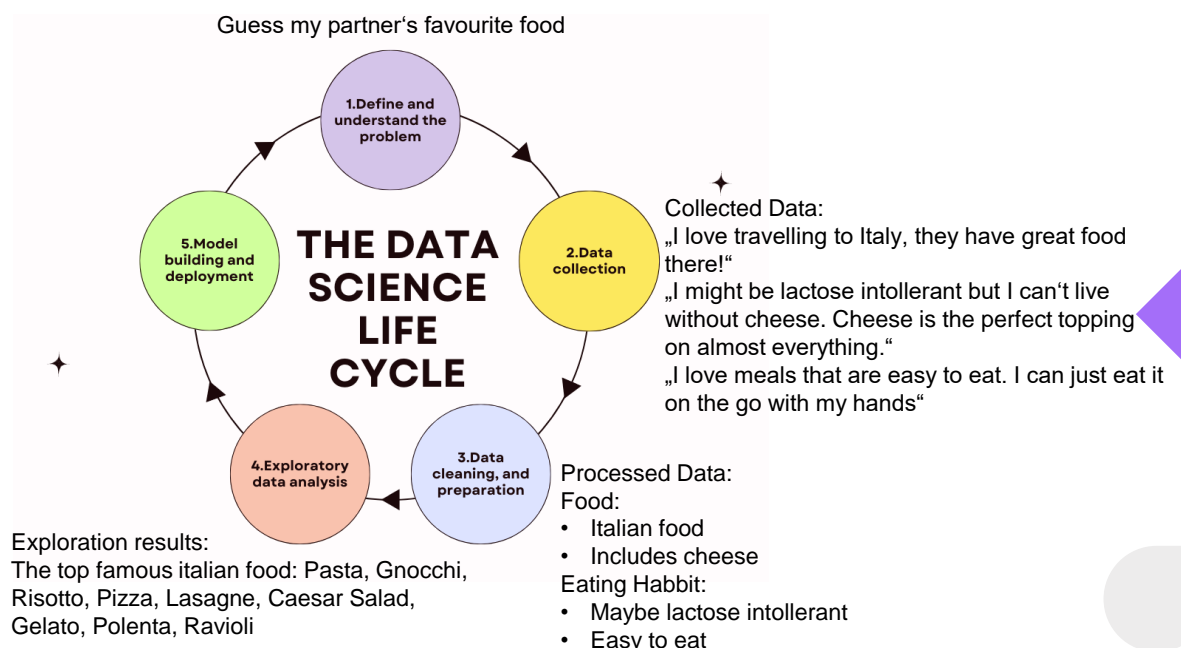 Guess my partner‘s favourite food
1.Define and
understand the
problem
2.Data
collection
3.Data
cleaning, and
preparation
4.Exploratory
data analysis
5.Model
building and
deployment
THE DATA
SCIENCE
LIFE
CYCLE
Collected Data:
„I love travelling to Italy, they have great food
there!“
„I might be lactose intollerant but I can‘t live
without cheese. Cheese is the perfect topping
on almost everything.“
„I love meals that are easy to eat. I can just eat it
on the go with my hands“
Processed Data:
Food:
• Italian food
• Includes cheese
Eating Habbit:
• Maybe lactose intollerant
• Easy to eat
Exploration results:
The top famous italian food: Pasta, Gnocchi,
Risotto, Pizza, Lasagne, Caesar Salad,
Gelato, Polenta, Ravioli